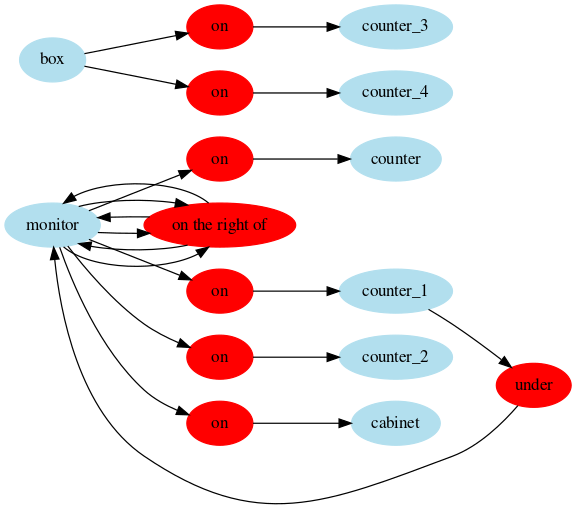 box
on
counter_3
on
counter_4
on
counter
monitor
on the right of
on
counter_1
on
counter_2
under
on
cabinet